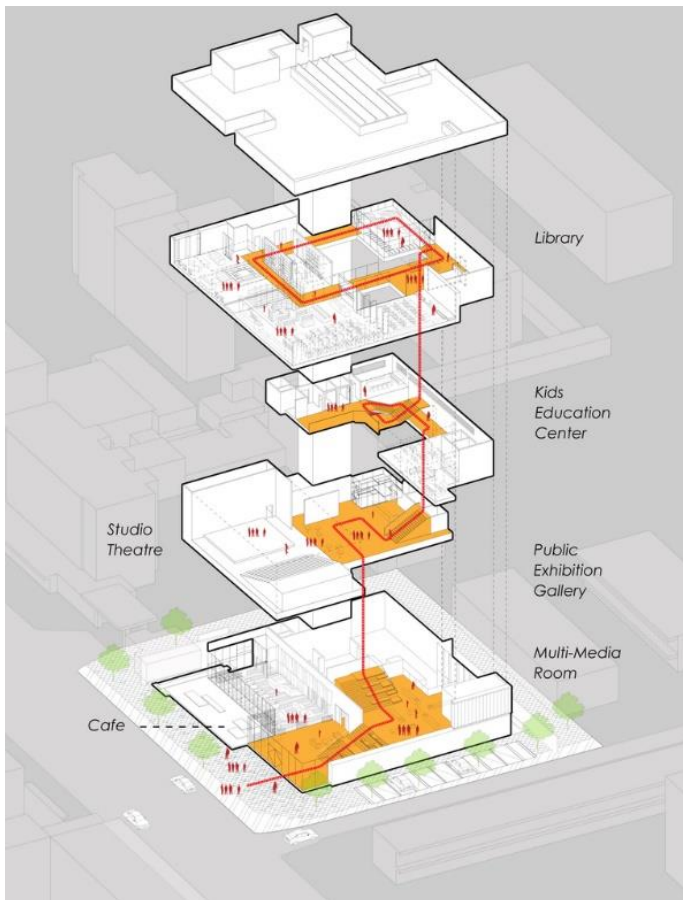 Library
Kids
Education
Center
Studio
Theatre
Public
Exhibition
Gallery
Multi-Media
Room
Cafe